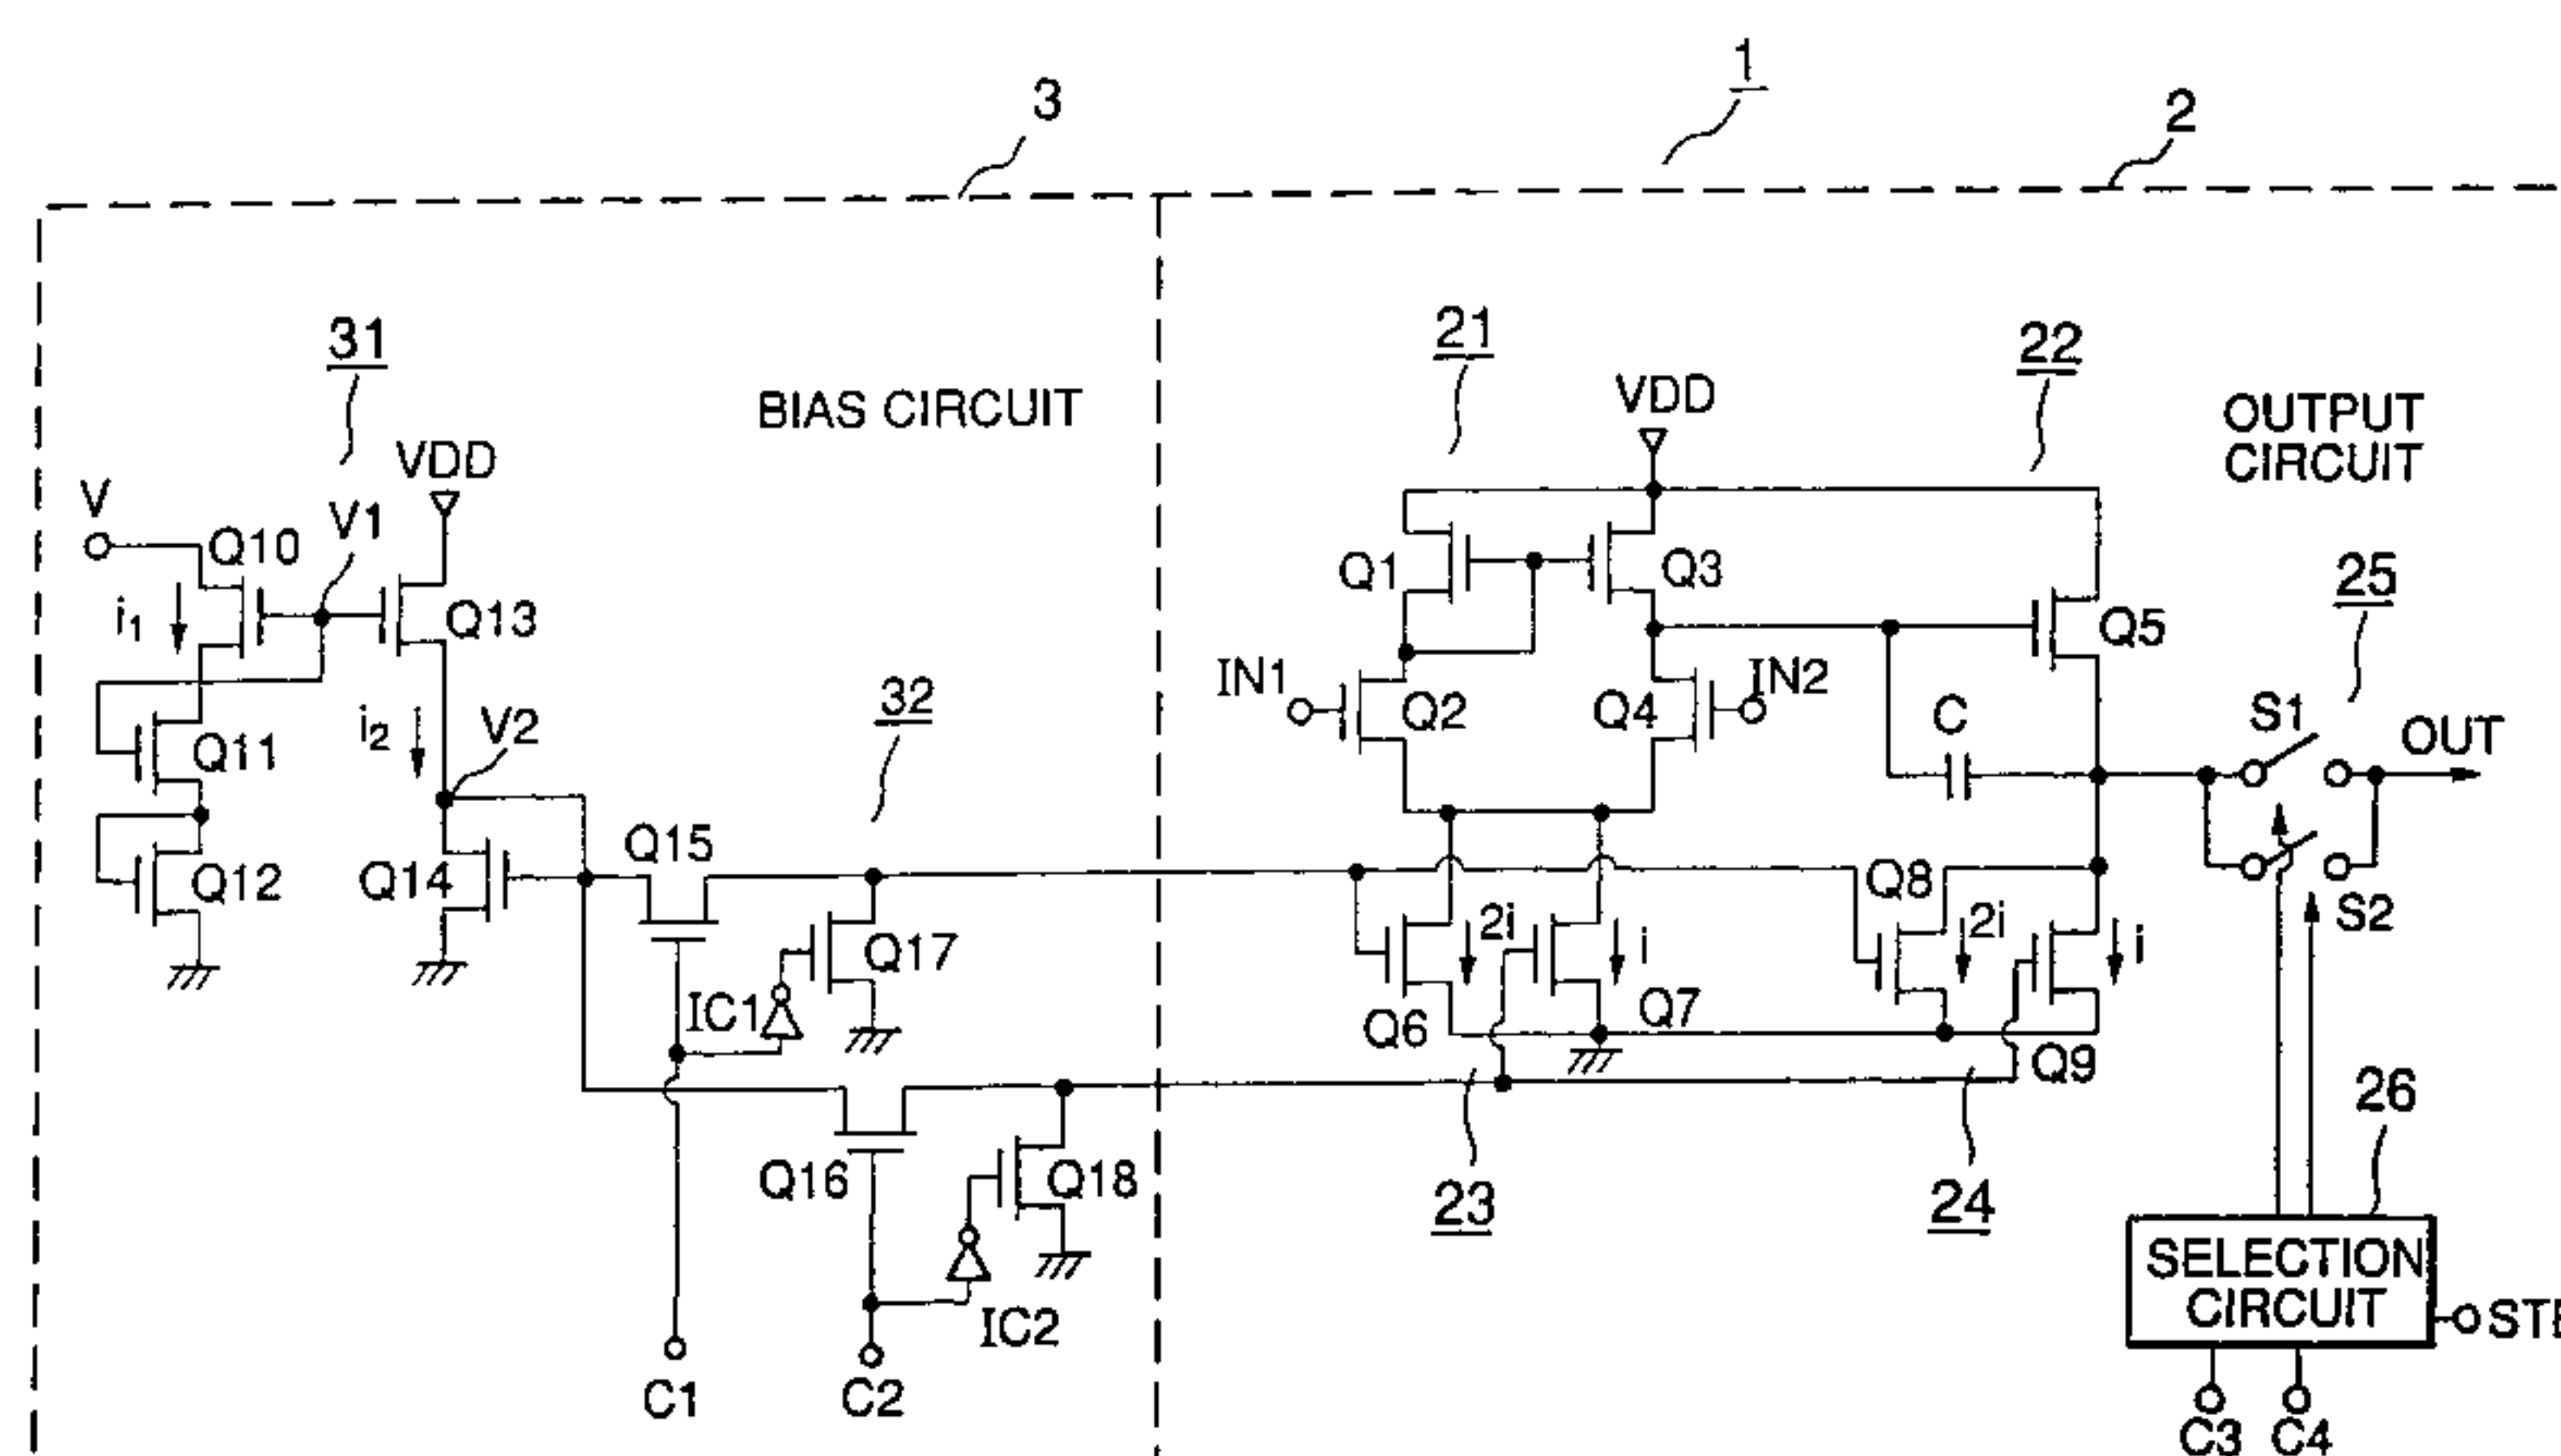 1
3
2
31
BIAS CIRCUIT
21
22
VDD
OUTPUT
CIRCUIT
VDD
V
V1
Q10
i1
Q13
Q1
Q3
Q5
25
IN1
IN2
Q2
Q4
C
S1
OUT
Q11
i2
V2
32
Q12
Q14
Q15
Q17
IC1
Q8
S2
2i
i
2i
i
Q6
Q7
Q9
26
Q16
Q18
IC2
23
24
SELECTION
CIRCUIT
C1
C2
C3
C4